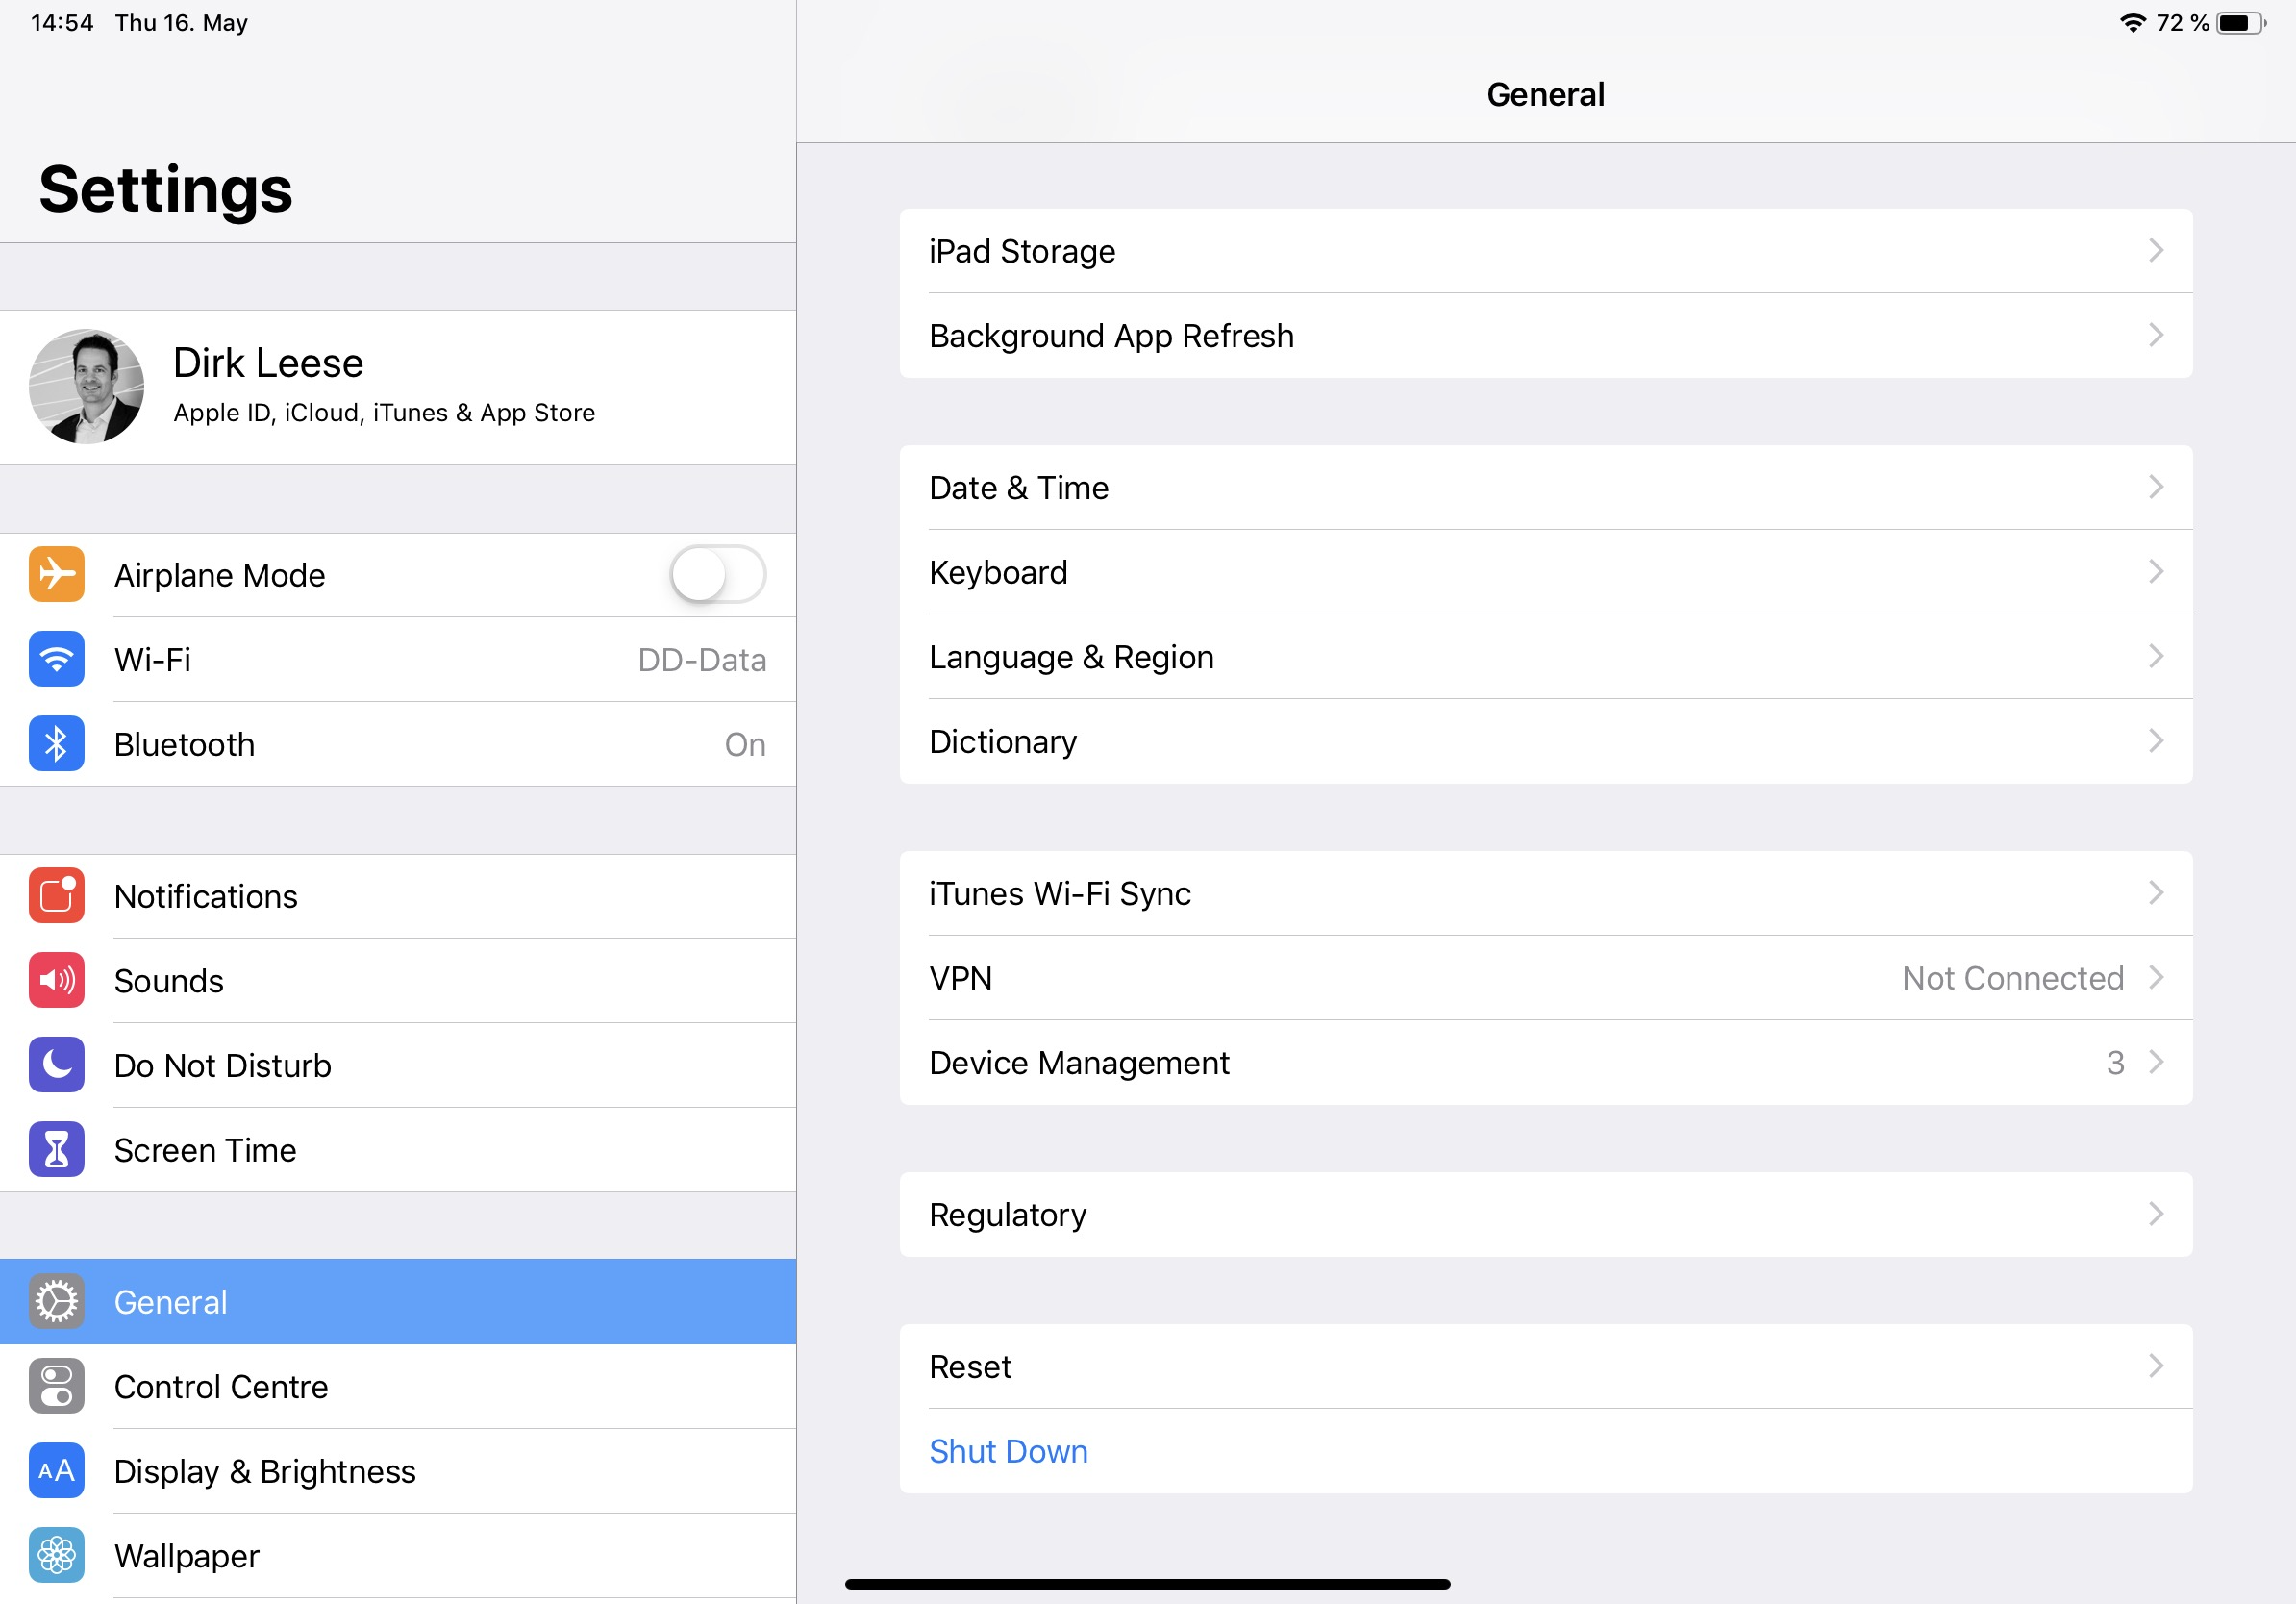 14:54 Thu 16. May
72 %
Settings
Dirk Leese
Apple ID, iCloud, iTunes & App Store
Airplane Mode
Wi-Fi DD-Data
Bluetooth On
Notifications
Sounds
Do Not Disturb
Screen Time
General
Control Centre
AA Display & Brightness
Wallpaper
General
iPad Storage
Background App Refresh
Date & Time
Keyboard
Language & Region
Dictionary
iTunes Wi-Fi Sync
VPN Not Connected
Device Management 3
Regulatory
Reset
Shut Down